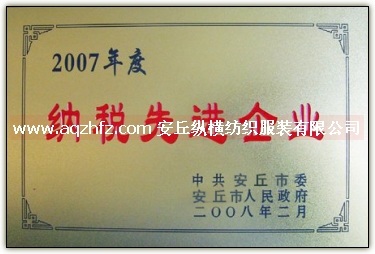 2007年度
纳税先进企业
www.aqzhfz.com 安丘纵横纺织服装有限公司
中共安丘市委
安丘市人民政府
二〇〇八年二月